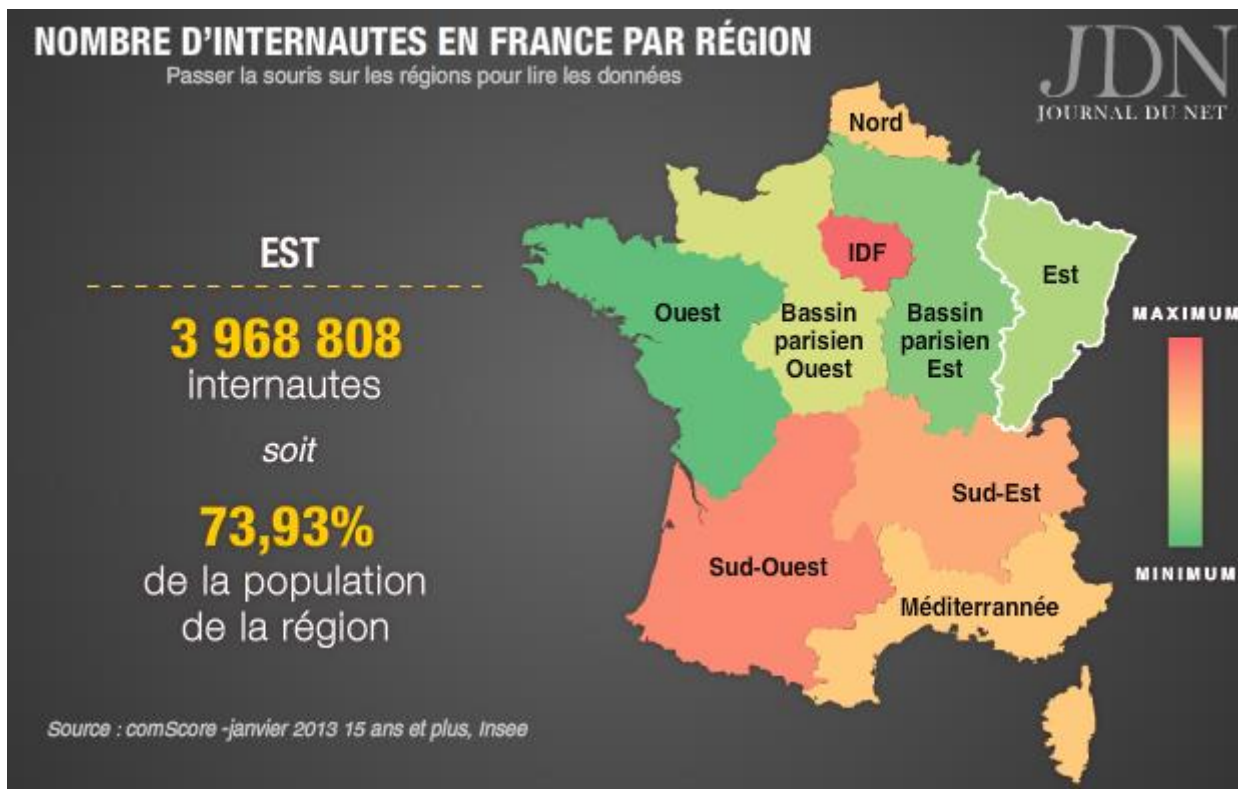 NOMBRE D'INTERNAUTES EN FRANCE PAR RÉGION
Passer la souris sur les régions pour lire les données
JDN
JOURNAL DU NET
EST
3 968 808
internautes
soit
73,93%
de la population
de la région
Nord
IDF
Est
Ouest
Bassin
parisien
Ouest
Bassin
parisien
Est
Sud-Est
Sud-Ouest
Méditerrannée
MAXIMUM
MINIMUM
Source : comScore -janvier 2013 15 ans et plus, Insee